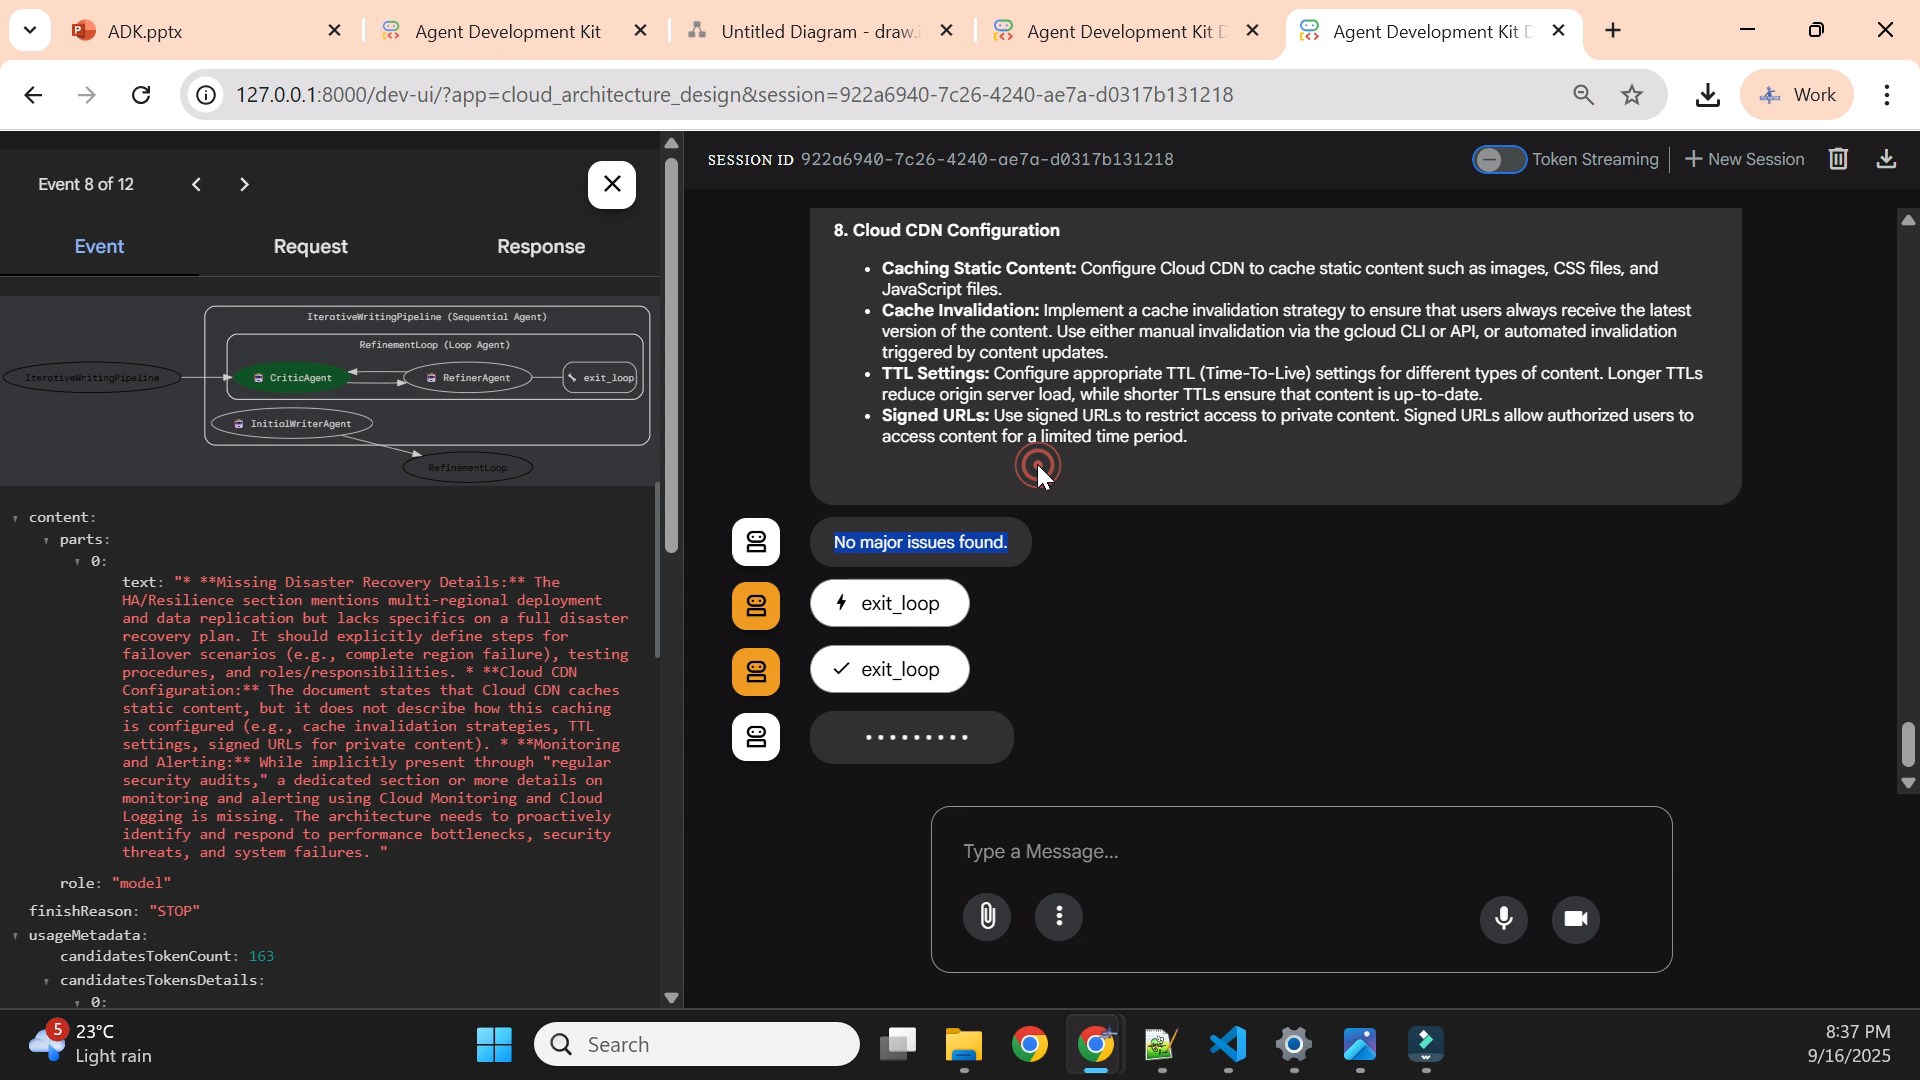 ADK.pptx
Agent Development Kit
Untitled Diagram - draw.i
Agent Development Kit D
Agent Development Kit D
127.0.0.1:8000/dev-ui/?app=cloud_architecture_design&session=922a6940-7c26-4240-ae7a-d0317b131218
Work
Event 8 of 12
Event
Request
Response
IterativeWritingPipeline (Sequential Agent)
RefinementLoop (Loop Agent)
IterativeWritingPipeline
CriticAgent
RefinerAgent
exit_loop
InitialWriterAgent
RefinementLoop
content:
parts:
0:
text: "* **Missing Disaster Recovery Details:** The
HA/Resilience section mentions multi-regional deployment
and data replication but lacks specifics on a full disaster
recovery plan. It should explicitly define steps for
failover scenarios (e.g., complete region failure), testing
procedures, and roles/responsibilities. * **Cloud CDN
Configuration:** The document states that Cloud CDN caches
static content, but it does not describe how this caching
is configured (e.g., cache invalidation strategies, TTL
settings, signed URLs for private content). * **Monitoring
and Alerting:** While implicitly present through "regular
security audits," a dedicated section or more details on
monitoring and alerting using Cloud Monitoring and Cloud
Logging is missing. The architecture needs to proactively
identify and respond to performance bottlenecks, security
threats, and system failures. "
role: "model"
finishReason: "STOP"
usageMetadata:
candidatesTokenCount: 163
candidatesTokensDetails:
0:
SESSION ID 922a6940-7c26-4240-ae7a-d0317b131218
Token Streaming
New Session
8. Cloud CDN Configuration
• Caching Static Content: Configure Cloud CDN to cache static content such as images, CSS files, and
JavaScript files.
• Cache Invalidation: Implement a cache invalidation strategy to ensure that users always receive the latest
version of the content. Use either manual invalidation via the gcloud CLI or API, or automated invalidation
triggered by content updates.
• TTL Settings: Configure appropriate TTL (Time-To-Live) settings for different types of content. Longer TTLs
reduce origin server load, while shorter TTLs ensure that content is up-to-date.
• Signed URLs: Use signed URLs to restrict access to private content. Signed URLs allow authorized users to
access content for a limited time period.
No major issues found.
exit_loop
exit_loop
Type a Message...
5
23°C
Light rain
Search
8:37 PM
9/16/2025